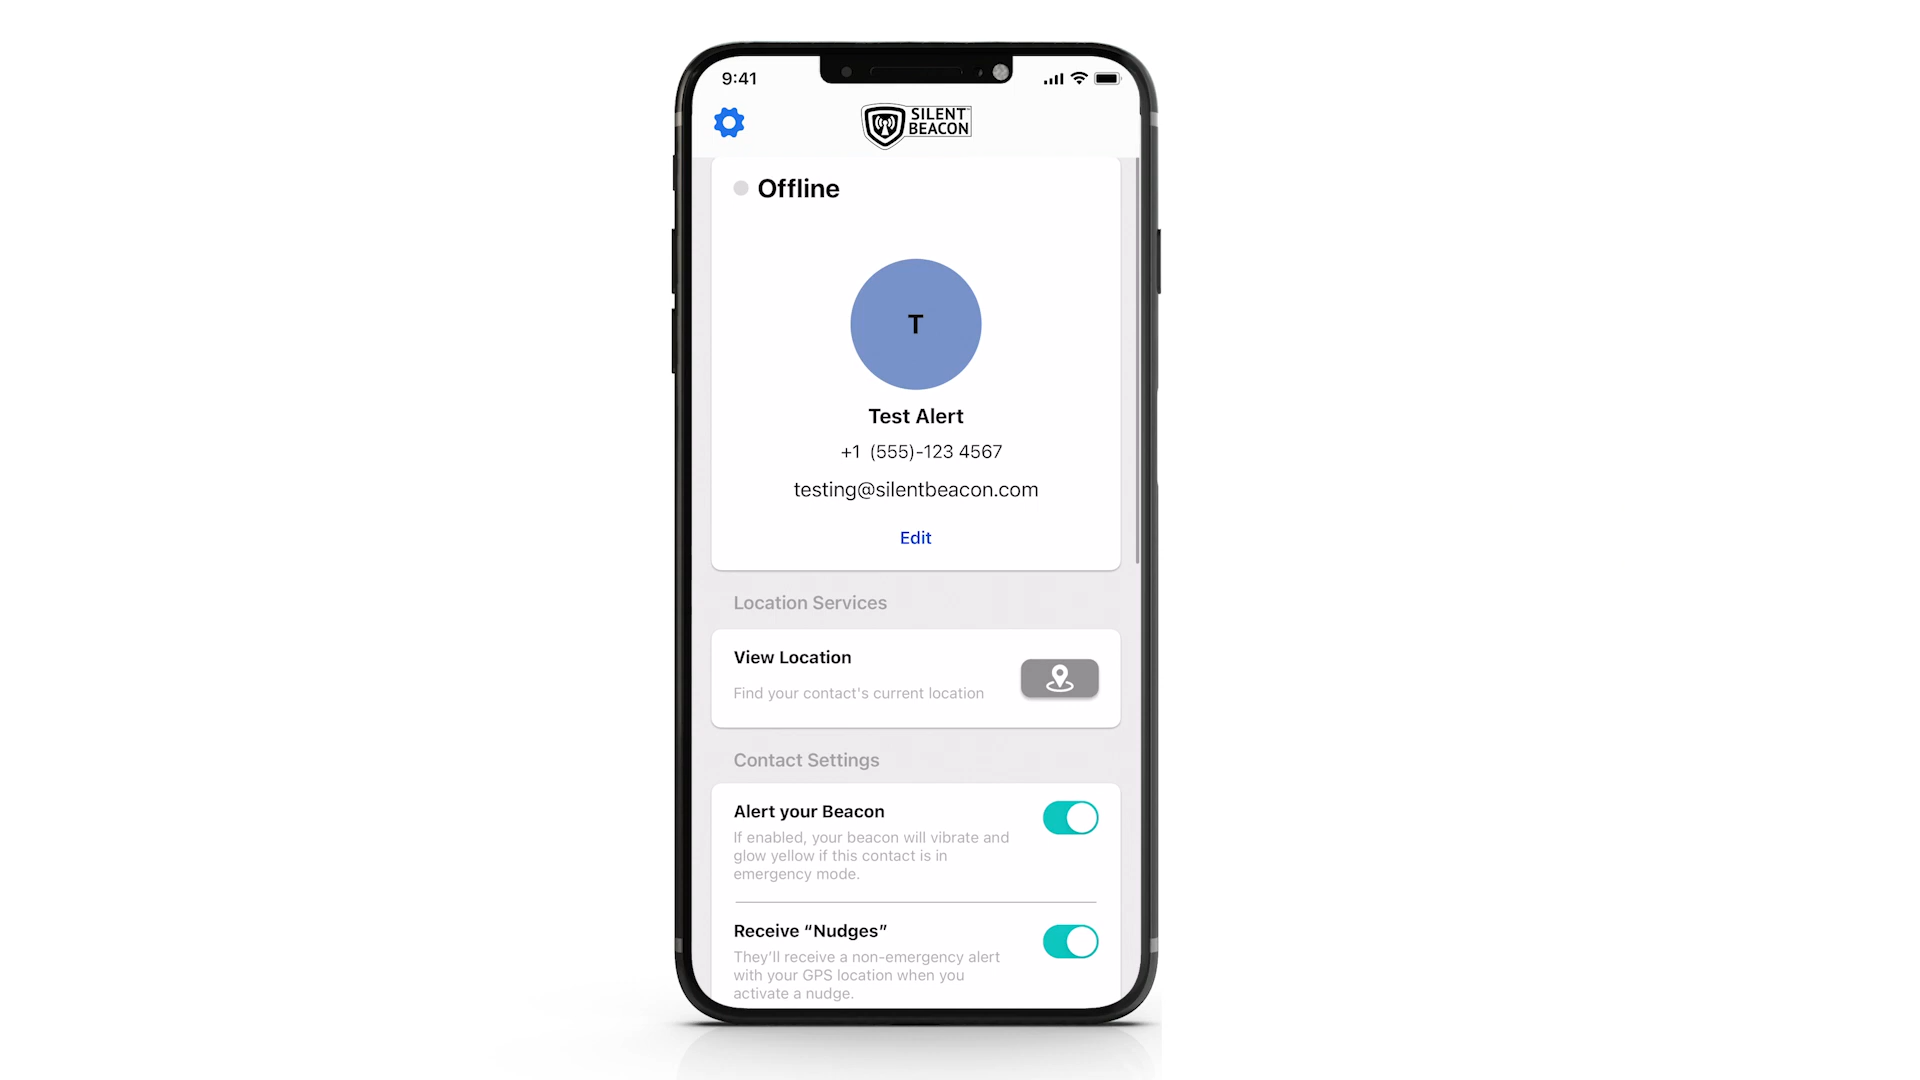 9:41
SILENT
BEACON
Offline
T
Test Alert
+1 (555)-123 4567
testing@silentbeacon.com
Edit
Location Services
View Location
Find your contact's current location
Contact Settings
Alert your Beacon
If enabled, your beacon will vibrate and
glow yellow if this contact is in
emergency mode.
Receive “Nudges”
They’ll receive a non-emergency alert
with your GPS location when you
activate a nudge.